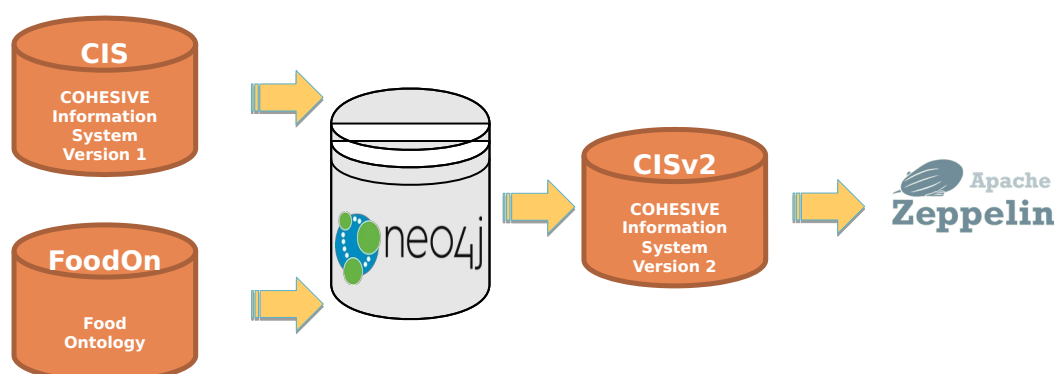 CIS
COHESIVE
Information
System
Version 1
FoodOn
Food
Ontology
neo4j
CISv2
COHESIVE
Information
System
Version 2
Apache
Zeppelin